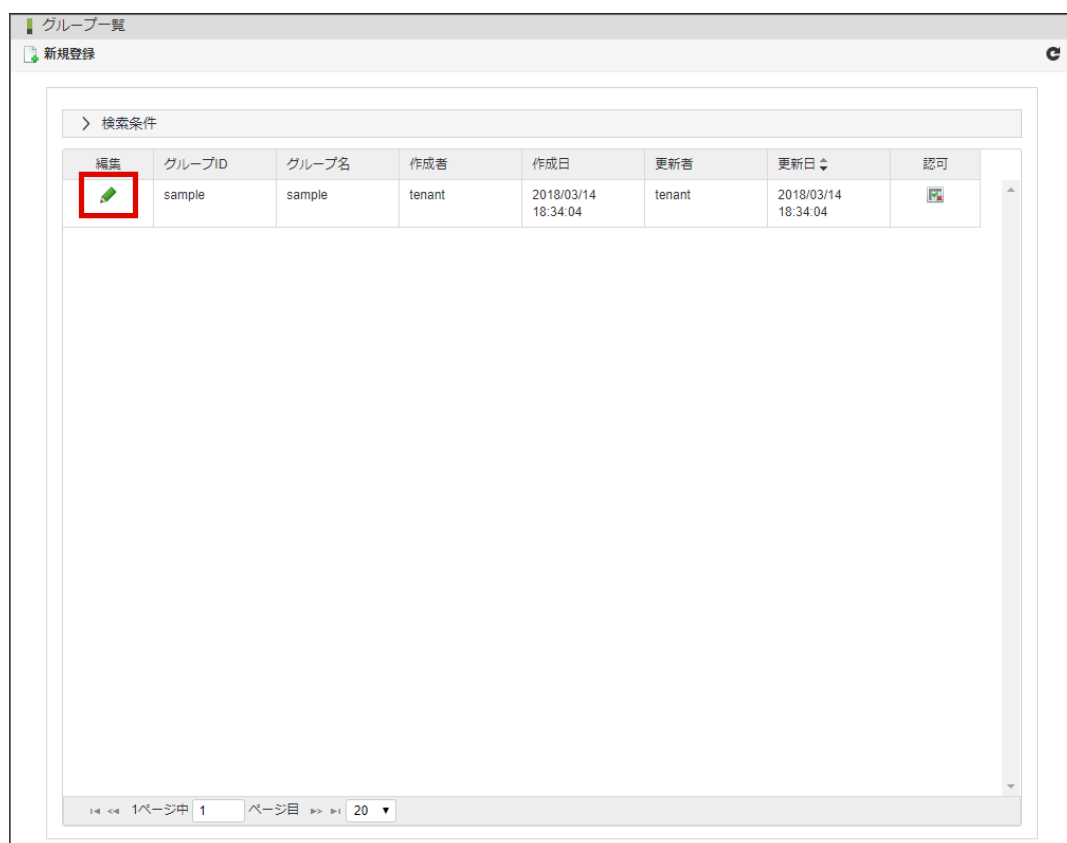 グループ一覧
新規登録
検索条件
編集 グループID グループ名 作成者 作成日 更新者 更新日 認可
sample sample tenant 2018/03/14 tenant 2018/03/14
18:34:04 18:34:04
1ページ中 1 ページ目 20